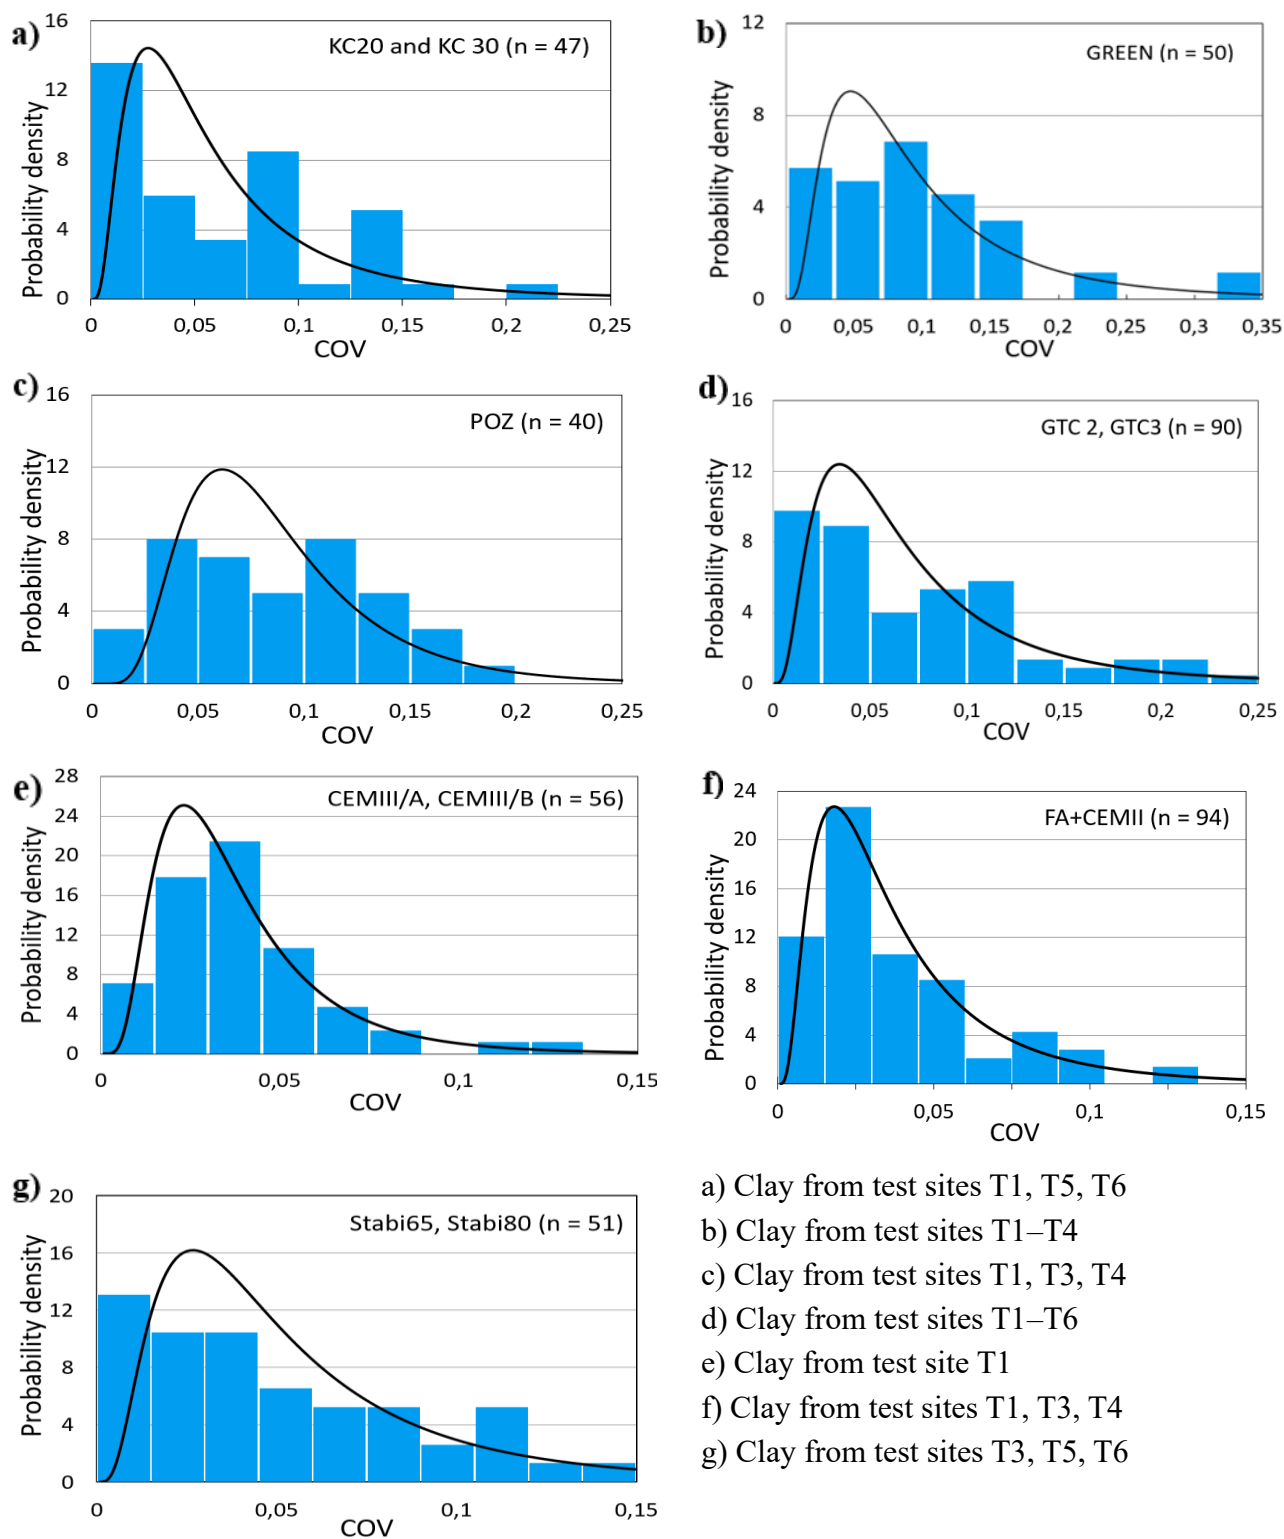 a)
KC20 and KC 30 (n = 47)
Probability density
16
12
8
4
0
0 0,05 0,1 0,15 0,2 0,25
COV
b)
GREEN (n = 50)
Probability density
12
8
4
0
0 0,05 0,1 0,15 0,2 0,25 0,3 0,35
COV
c)
POZ (n = 40)
Probability density
16
12
8
4
0
0 0,05 0,1 0,15 0,2 0,25
COV
d)
GTC 2, GTC3 (n = 90)
Probability density
16
12
8
4
0
0 0,05 0,1 0,15 0,2 0,25
COV
e)
CEMIII/A, CEMIII/B (n = 56)
Probability density
28
24
20
16
12
8
4
0
0 0,05 0,1 0,15
COV
f)
FA+CEMII (n = 94)
Probability density
24
20
16
12
8
4
0
0 0,05 0,1 0,15
COV
g)
Stabi65, Stabi80 (n = 51)
Probability density
20
16
12
8
4
0
0 0,05 0,1 0,15
COV
a) Clay from test sites T1, T5, T6
b) Clay from test sites T1–T4
c) Clay from test sites T1, T3, T4
d) Clay from test sites T1–T6
e) Clay from test site T1
f) Clay from test sites T1, T3, T4
g) Clay from test sites T3, T5, T6